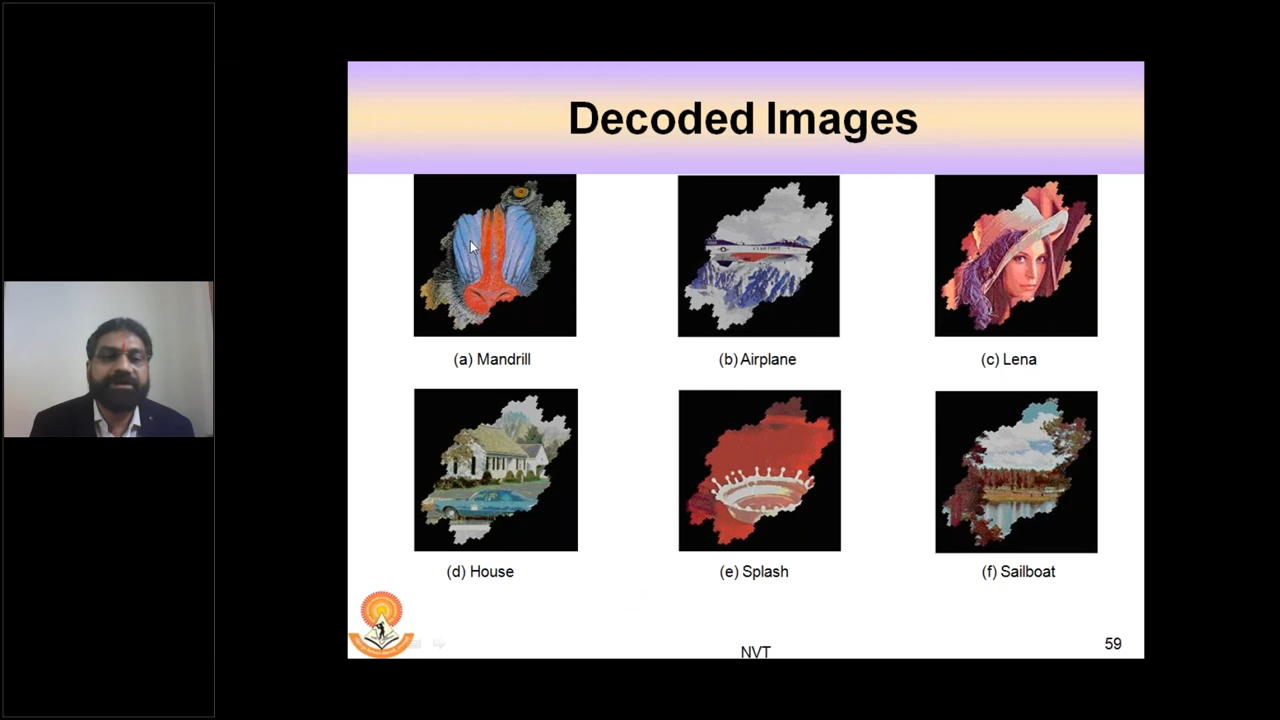 Decoded Images
(a) Mandrill
(b) Airplane
(c) Lena
(d) House
(e) Splash
(f) Sailboat
NVT
59